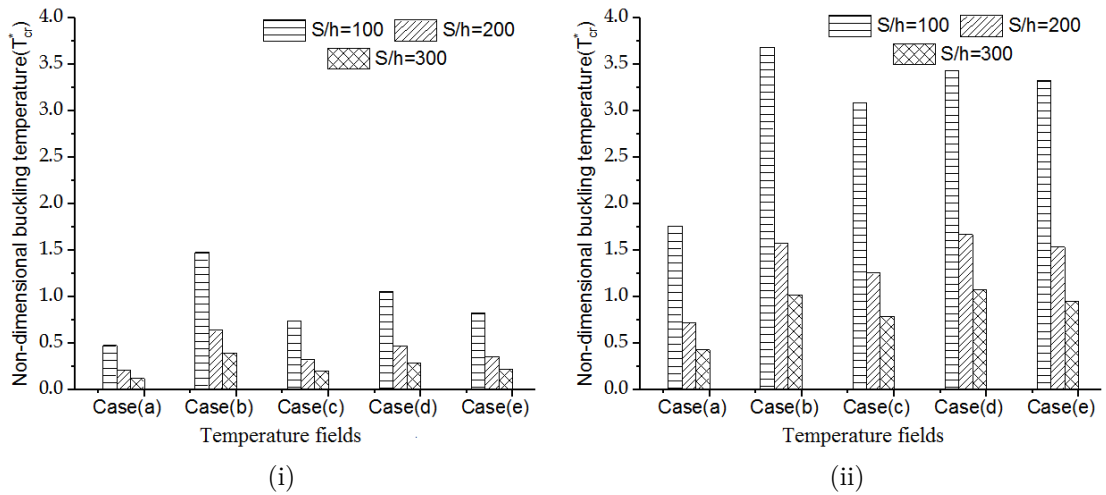 Non-dimensional buckling temperature(T*cr)
4.0
3.5
3.0
2.5
2.0
1.5
1.0
0.5
0.0
S/h=100 S/h=200
S/h=300
Case(a) Case(b) Case(c) Case(d) Case(e)
Temperature fields
(i)
Non-dimensional buckling temperature(T*cr)
4.0
3.5
3.0
2.5
2.0
1.5
1.0
0.5
0.0
S/h=100 S/h=200
S/h=300
Case(a) Case(b) Case(c) Case(d) Case(e)
Temperature fields
(ii)